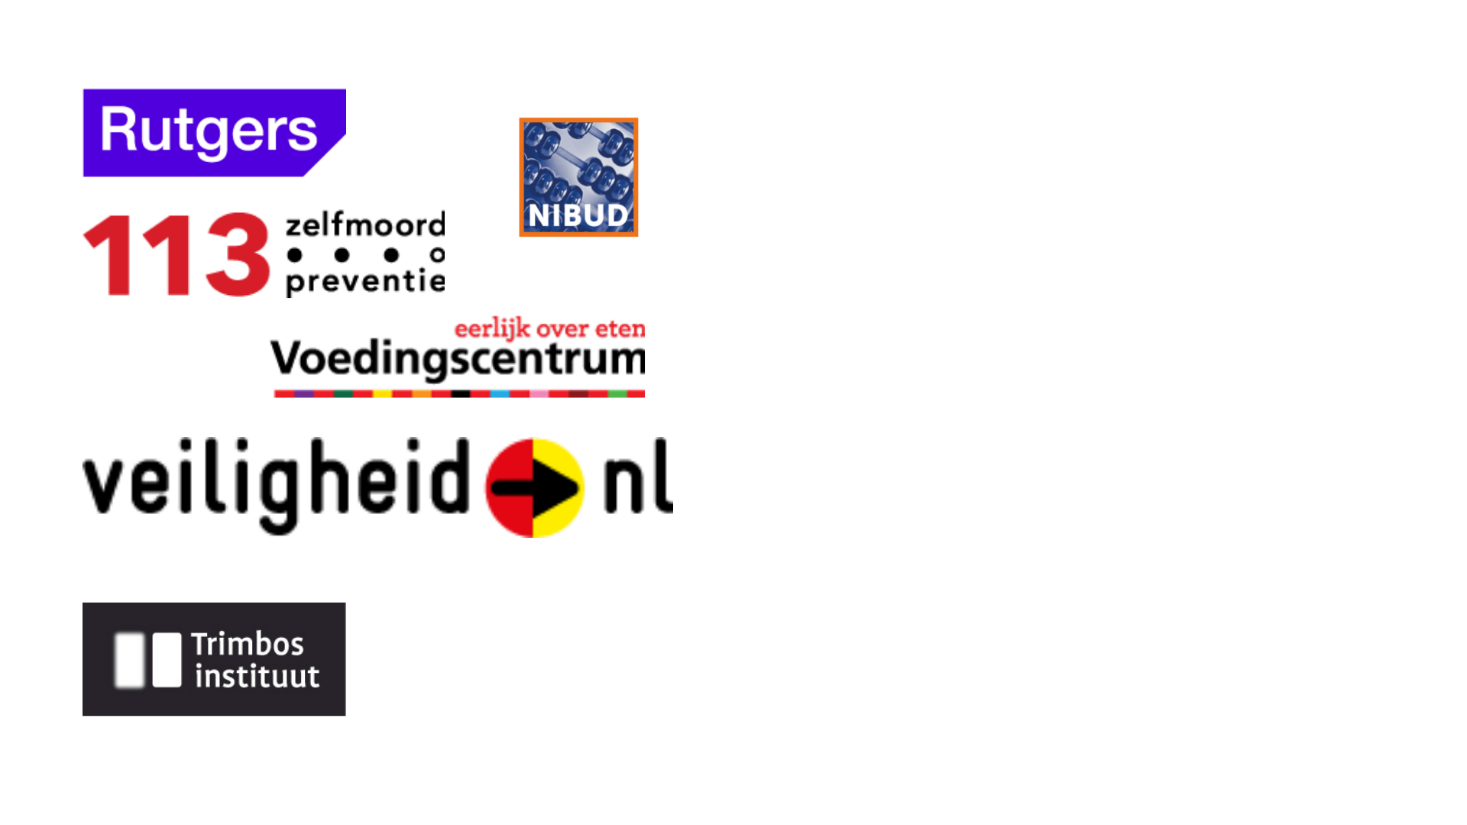 Rutgers
NIBUD
113 zelfmoord
preventie
eerlijk over eten
Voedingscentrum
veiligheid nl
Trimbos
instituut